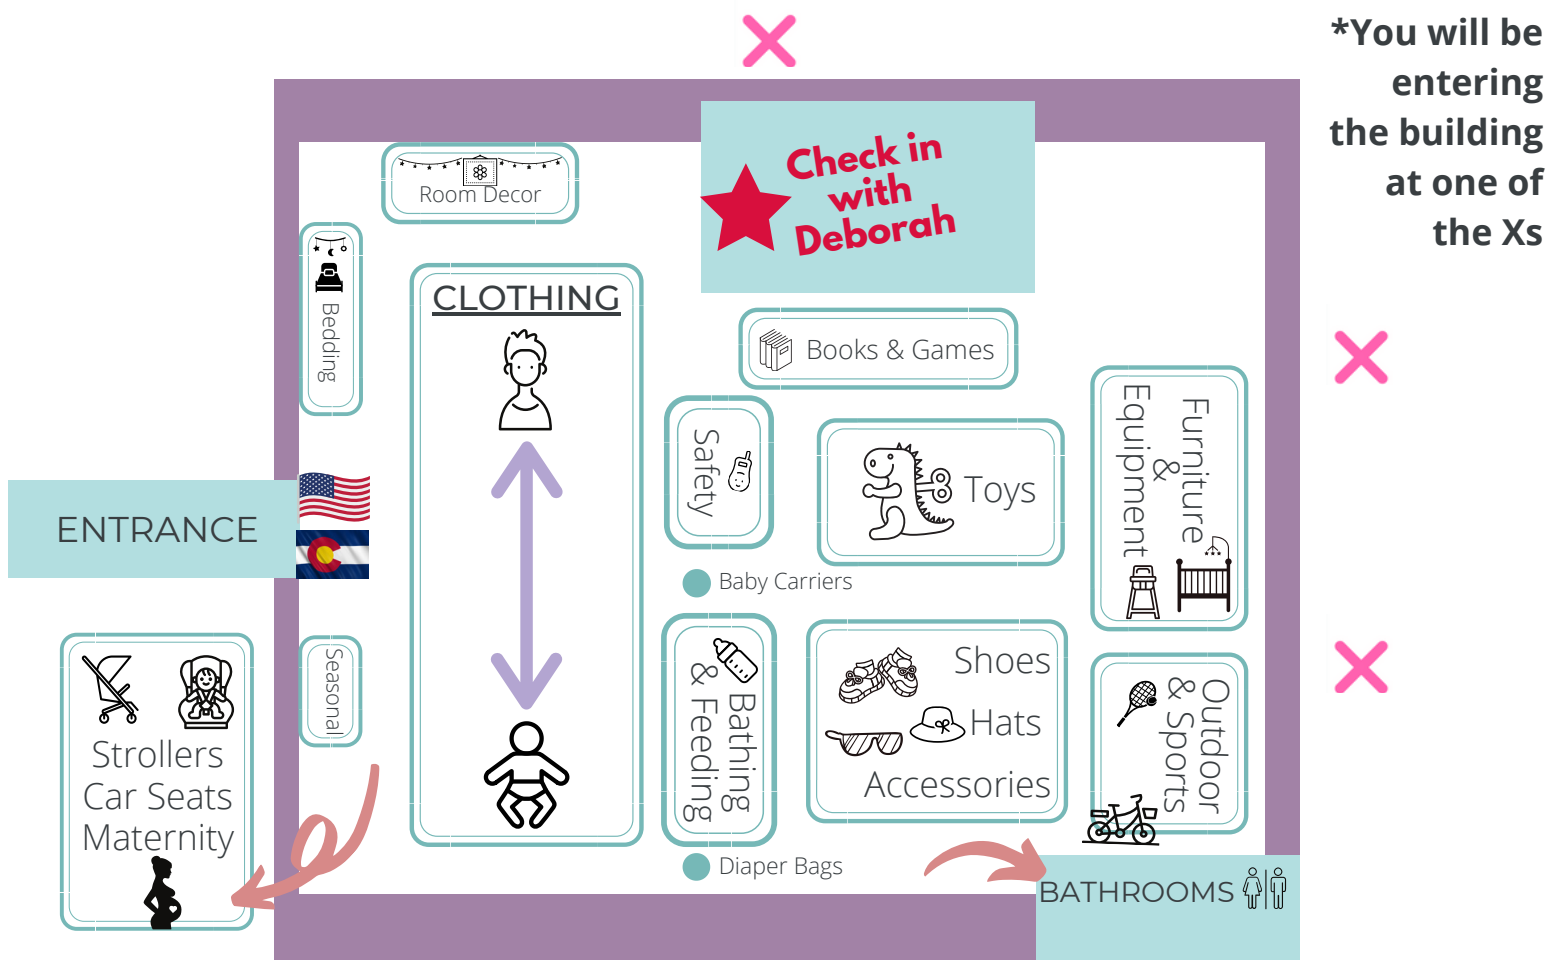 *You will be
entering
the building
at one of
the Xs
Check in
with
Deborah
Room Decor
Bedding
CLOTHING
Books & Games
Safety
Toys
Furniture
&
Equipment
ENTRANCE
Baby Carriers
Seasonal
Strollers
Car Seats
Maternity
Bathing
& Feeding
Shoes
Hats
Accessories
Outdoor
& Sports
Diaper Bags
BATHROOMS